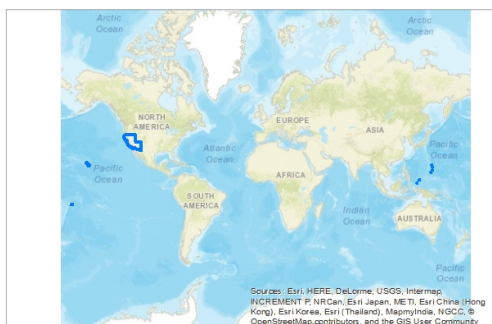 Arctic
Ocean
Arctic
Ocean
NORTH
AMERICA
EUROPE
ASIA
Atlantic
Ocean
Pacific
Ocean
Pacific
Ocean
AFRICA
SOUTH
AMERICA
Indian
Ocean
AUSTRALIA
Pacific
Ocean
Sources: Esri, HERE, DeLorme, USGS, Intermap,
INCREMENT P, NRCan, Esri Japan, METI, Esri China (Hong
Kong), Esri Korea, Esri (Thailand), MapmyIndia, NGCC, ©
OpenStreetMap contributors, and the GIS User Community